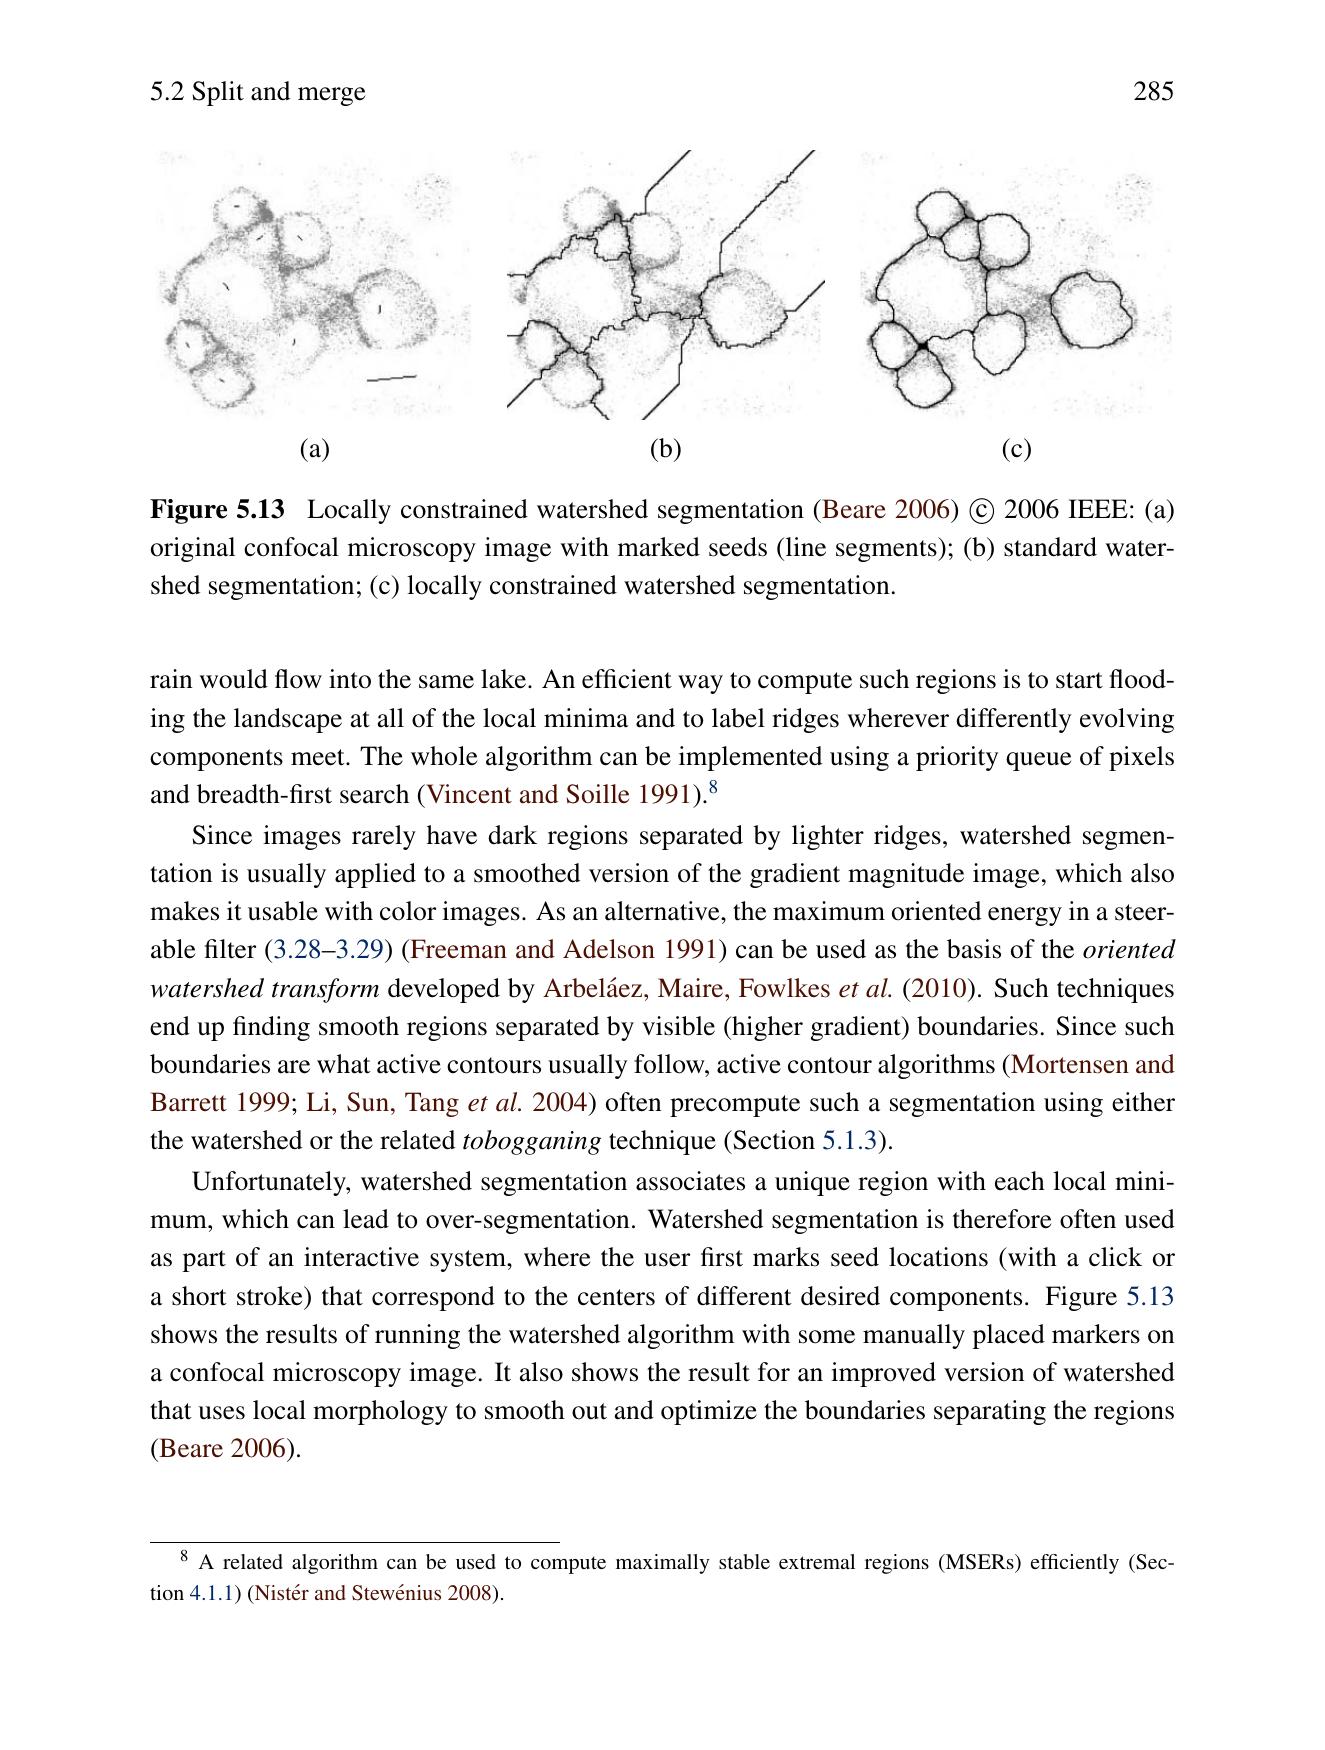 5.2 Split and merge 285
(a) (b) (c)
Figure 5.13 Locally constrained watershed segmentation (Beare 2006) © 2006 IEEE: (a)
original confocal microscopy image with marked seeds (line segments); (b) standard water-
shed segmentation; (c) locally constrained watershed segmentation.
rain would flow into the same lake. An efficient way to compute such regions is to start flood-
ing the landscape at all of the local minima and to label ridges wherever differently evolving
components meet. The whole algorithm can be implemented using a priority queue of pixels
and breadth-first search (Vincent and Soille 1991).⁸
Since images rarely have dark regions separated by lighter ridges, watershed segmen-
tation is usually applied to a smoothed version of the gradient magnitude image, which also
makes it usable with color images. As an alternative, the maximum oriented energy in a steer-
able filter (3.28–3.29) (Freeman and Adelson 1991) can be used as the basis of the oriented
watershed transform developed by Arbeláez, Maire, Fowlkes et al. (2010). Such techniques
end up finding smooth regions separated by visible (higher gradient) boundaries. Since such
boundaries are what active contours usually follow, active contour algorithms (Mortensen and
Barrett 1999; Li, Sun, Tang et al. 2004) often precompute such a segmentation using either
the watershed or the related tobogganing technique (Section 5.1.3).
Unfortunately, watershed segmentation associates a unique region with each local mini-
mum, which can lead to over-segmentation. Watershed segmentation is therefore often used
as part of an interactive system, where the user first marks seed locations (with a click or
a short stroke) that correspond to the centers of different desired components. Figure 5.13
shows the results of running the watershed algorithm with some manually placed markers on
a confocal microscopy image. It also shows the result for an improved version of watershed
that uses local morphology to smooth out and optimize the boundaries separating the regions
(Beare 2006).
⁸ A related algorithm can be used to compute maximally stable extremal regions (MSERs) efficiently (Sec-
tion 4.1.1) (Nistér and Stewénius 2008).